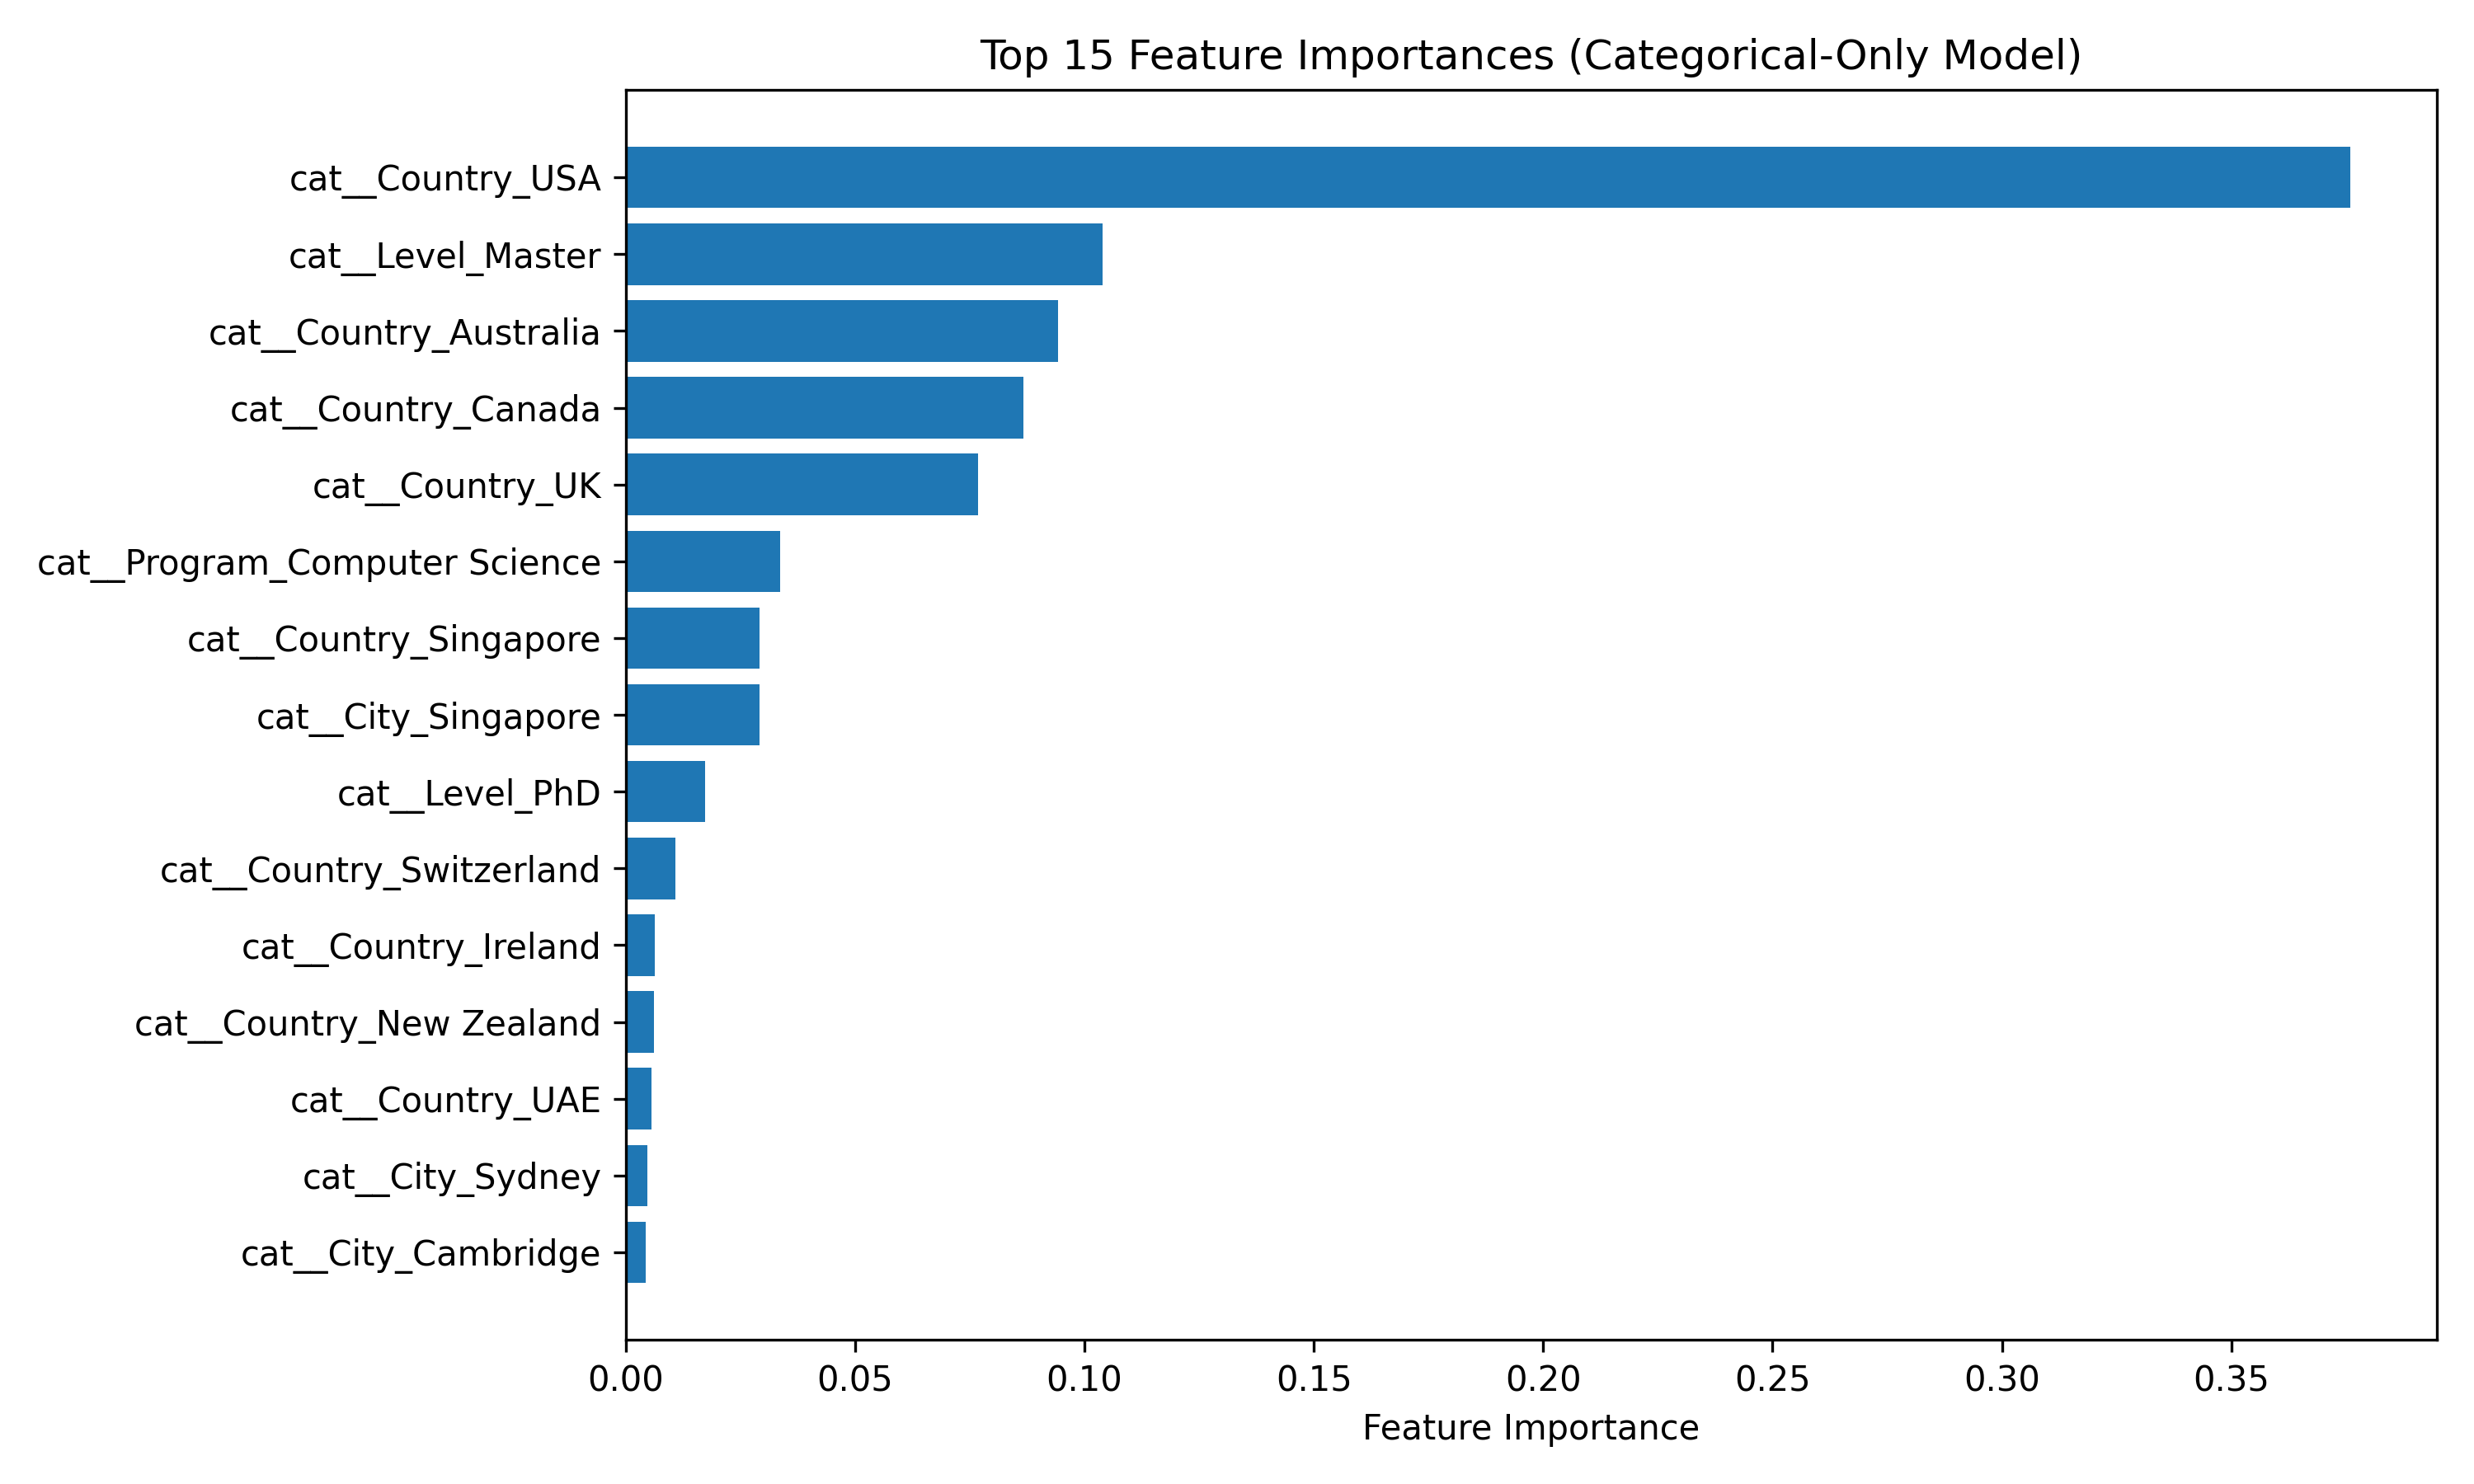 Top 15 Feature Importances (Categorical-Only Model)
cat__Country_USA
cat__Level_Master
cat__Country_Australia
cat__Country_Canada
cat__Country_UK
cat__Program_Computer Science
cat__Country_Singapore
cat__City_Singapore
cat__Level_PhD
cat__Country_Switzerland
cat__Country_Ireland
cat__Country_New Zealand
cat__Country_UAE
cat__City_Sydney
cat__City_Cambridge
0.00 0.05 0.10 0.15 0.20 0.25 0.30 0.35
Feature Importance